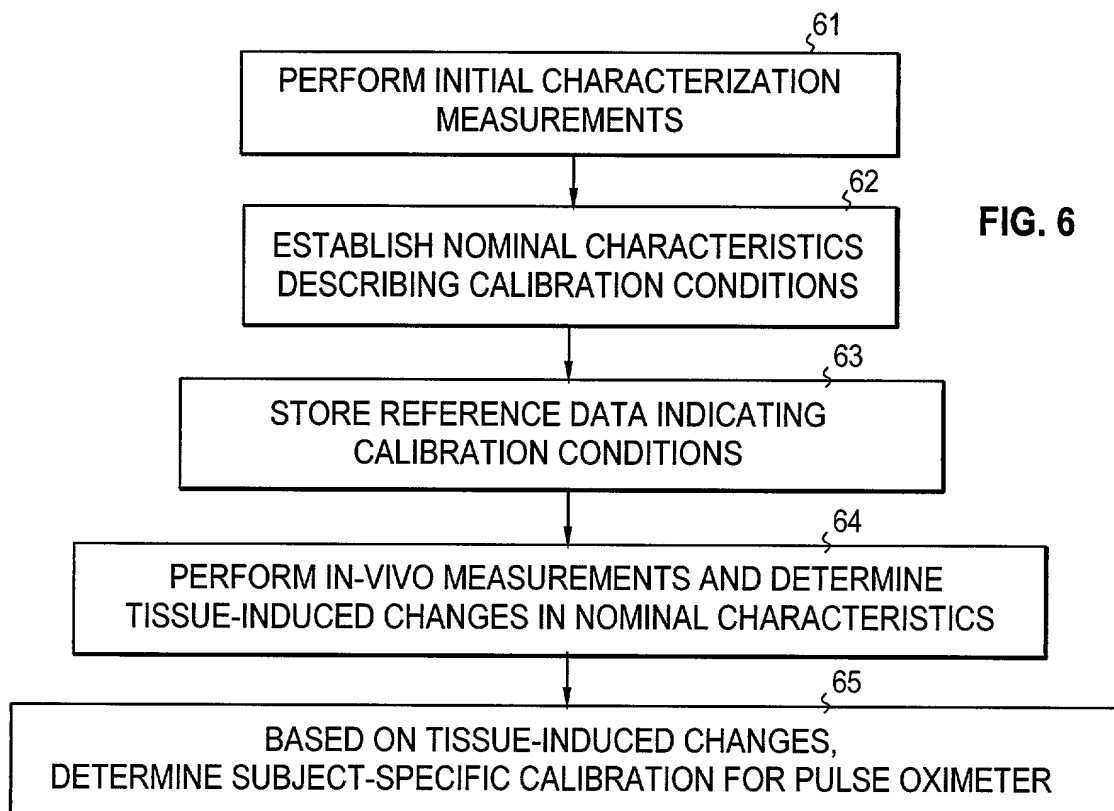 61
PERFORM INITIAL CHARACTERIZATION
MEASUREMENTS
62
ESTABLISH NOMINAL CHARACTERISTICS
DESCRIBING CALIBRATION CONDITIONS
FIG. 6
63
STORE REFERENCE DATA INDICATING
CALIBRATION CONDITIONS
64
PERFORM IN-VIVO MEASUREMENTS AND DETERMINE
TISSUE-INDUCED CHANGES IN NOMINAL CHARACTERISTICS
65
BASED ON TISSUE-INDUCED CHANGES,
DETERMINE SUBJECT-SPECIFIC CALIBRATION FOR PULSE OXIMETER